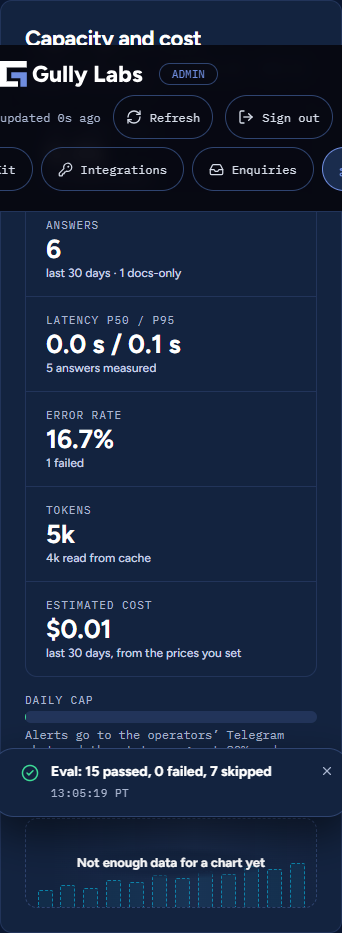 Capacity and cost
Gully Labs ADMIN
updated 0s ago Refresh Sign out
Integrations Enquiries
ANSWERS
6
last 30 days · 1 docs-only
LATENCY P50 / P95
0.0 s / 0.1 s
5 answers measured
ERROR RATE
16.7%
1 failed
TOKENS
5k
4k read from cache
ESTIMATED COST
$0.01
last 30 days, from the prices you set
DAILY CAP
Alerts go to the operators’ Telegram
Eval: 15 passed, 0 failed, 7 skipped
13:05:19 PT
Not enough data for a chart yet